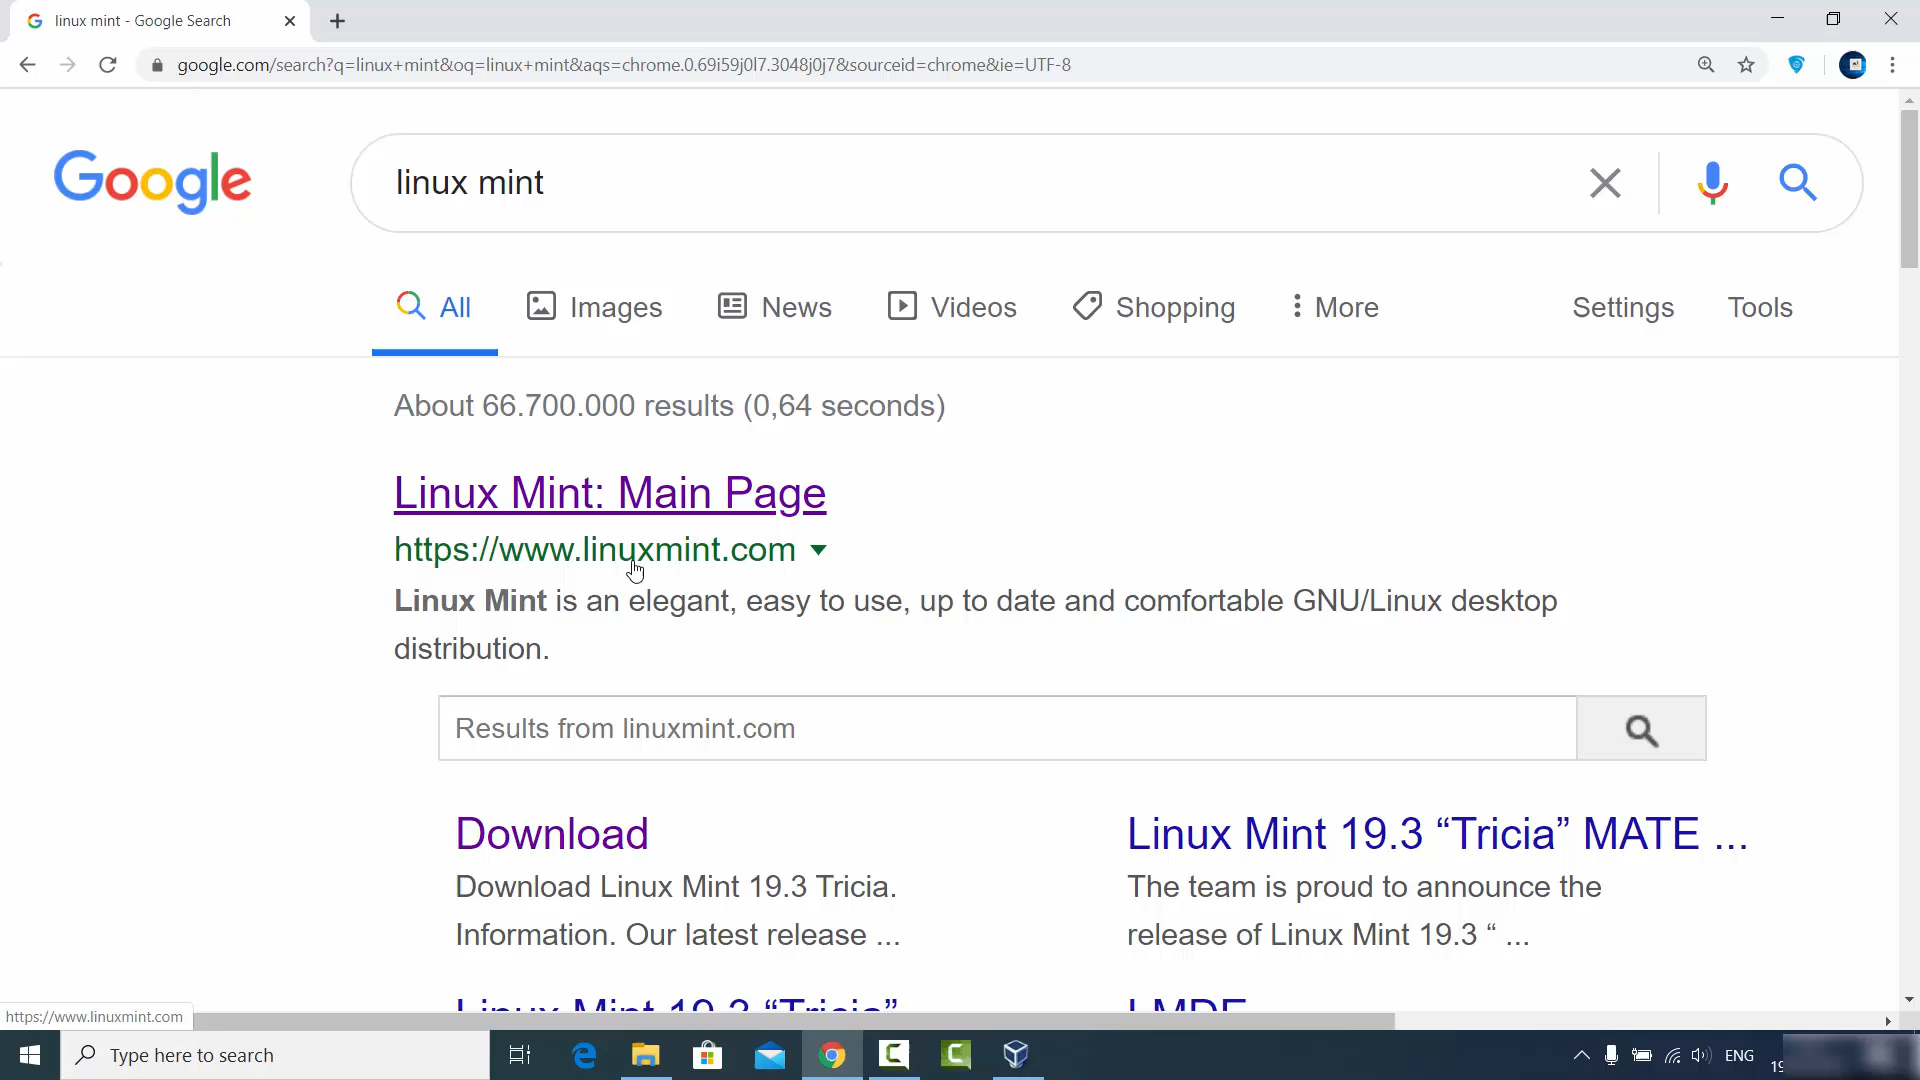 linux mint - Google Search
google.com/search?q=linux+mint&oq=linux+mint&aqs=chrome.0.69i59j0l7.3048j0j7&sourceid=chrome&ie=UTF-8
Google
linux mint
All Images News Videos Shopping More Settings Tools
About 66.700.000 results (0,64 seconds)
Linux Mint: Main Page
https://www.linuxmint.com
Linux Mint is an elegant, easy to use, up to date and comfortable GNU/Linux desktop
distribution.
Results from linuxmint.com
Download
Download Linux Mint 19.3 Tricia.
Information. Our latest release ...
Linux Mint 19.3 “Tricia” MATE ...
The team is proud to announce the
release of Linux Mint 19.3 “ ...
Linux Mint 19.3 “Tricia”
LMDE
https://www.linuxmint.com
Type here to search
ENG